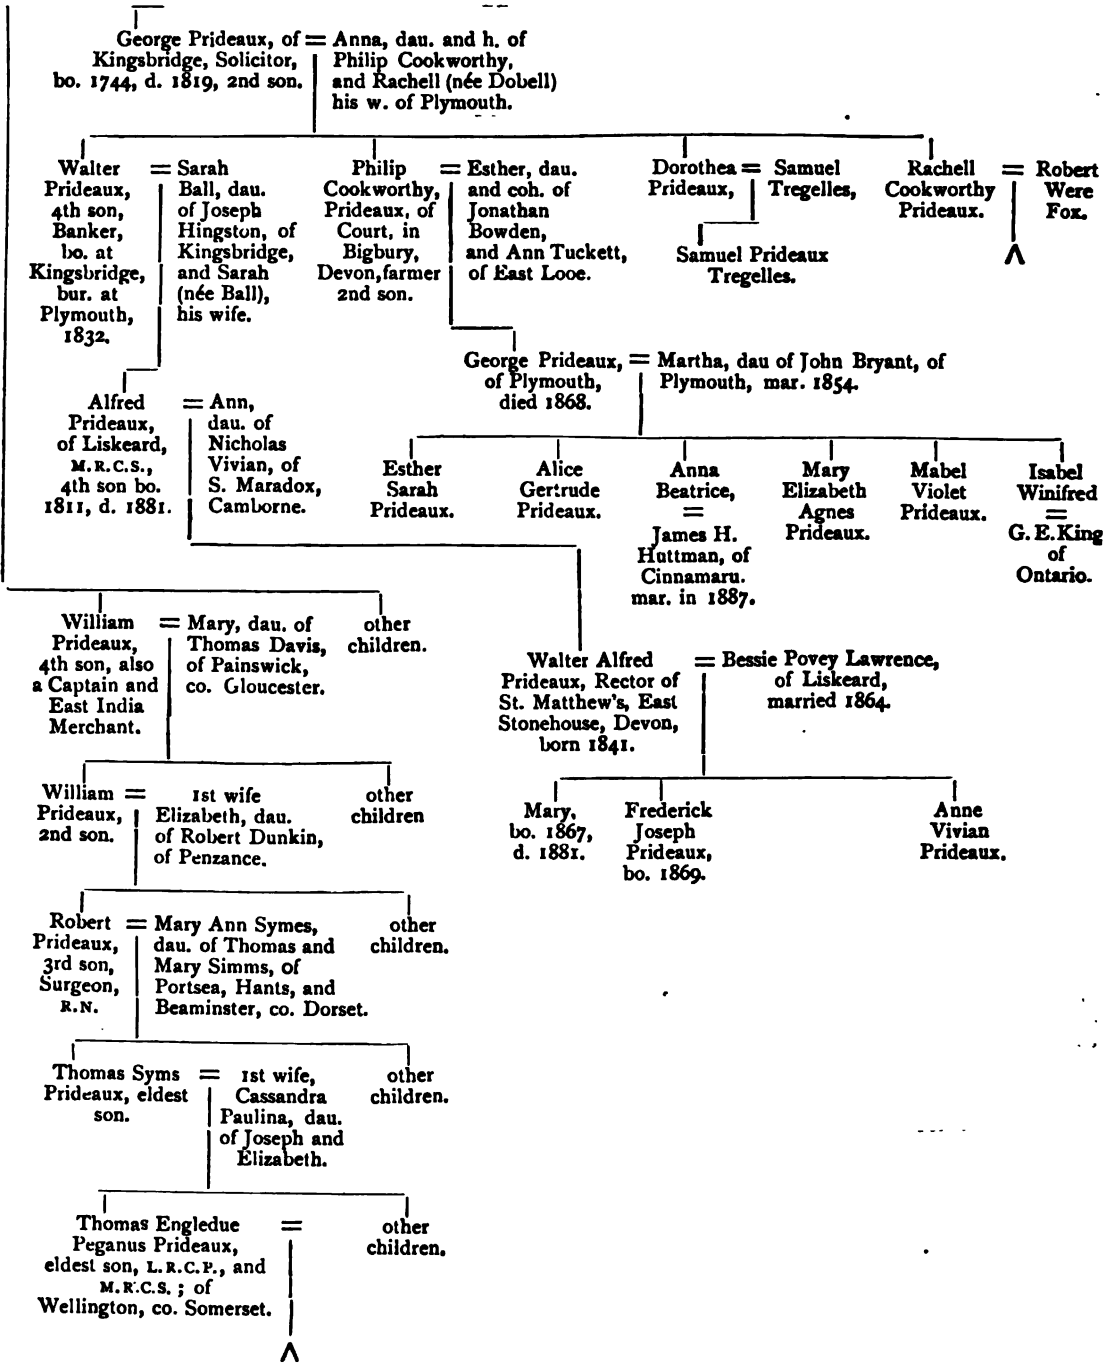 George Prideaux, of = Anna, dau. and h. of
Kingsbridge, Solicitor, Philip Cookworthy,
bo. 1744, d. 1819, 2nd son. and Rachell (née Dobell)
his w. of Plymouth.
Walter
Prideaux,
4th son,
Banker,
bo. at
Kingsbridge,
bur. at
Plymouth,
1832.
= Sarah
Ball, dau.
of Joseph
Hingston, of
Kingsbridge,
and Sarah
(née Ball),
his wife.
Philip
Cookworthy,
Prideaux, of
Court, in
Bigbury,
Devon, farmer
2nd son.
= Esther, dau.
and coh. of
Jonathan
Bowden,
and Ann Tuckett,
of East Looe.
Dorothea = Samuel
Prideaux, Tregelles,
Samuel Prideaux
Tregelles.
Rachell
Cookworthy
Prideaux.
= Robert
Were
Fox.
George Prideaux, = Martha, dau of John Bryant, of
of Plymouth, Plymouth, mar. 1854.
died 1868.
Alfred
Prideaux,
of Liskeard,
M.R.C.S.,
4th son bo.
1811, d. 1881.
= Ann,
dau. of
Nicholas
Vivian, of
S. Maradox,
Camborne.
Esther
Sarah
Prideaux.
Alice
Gertrude
Prideaux.
Anna
Beatrice,
=
James H.
Huttman, of
Cinnamaru.
mar. in 1887.
Mary
Elizabeth
Agnes
Prideaux.
Mabel
Violet
Prideaux.
Isabel
Winifred
=
G. E. King
of
Ontario.
William
Prideaux,
4th son, also
a Captain and
East India
Merchant.
= Mary, dau. of
Thomas Davis,
of Painswick,
co. Gloucester.
other
children.
Walter Alfred
Prideaux, Rector of
St. Matthew's, East
Stonehouse, Devon,
born 1841.
= Bessie Povey Lawrence,
of Liskeard,
married 1864.
William =
Prideaux,
2nd son.
1st wife
Elizabeth, dau.
of Robert Dunkin,
of Penzance.
other
children
Mary,
bo. 1867,
d. 1881.
Frederick
Joseph
Prideaux,
bo. 1869.
Anne
Vivian
Prideaux.
Robert
Prideaux,
3rd son,
Surgeon,
R.N.
= Mary Ann Symes,
dau. of Thomas and
Mary Simms, of
Portsea, Hants, and
Beaminster, co. Dorset.
other
children.
Thomas Syms
Prideaux, eldest
son.
= 1st wife,
Cassandra
Paulina, dau.
of Joseph and
Elizabeth.
other
children.
Thomas Engledue =
Peganus Prideaux,
eldest son, L.R.C.P., and
M.R.C.S.; of
Wellington, co. Somerset.
other
children.